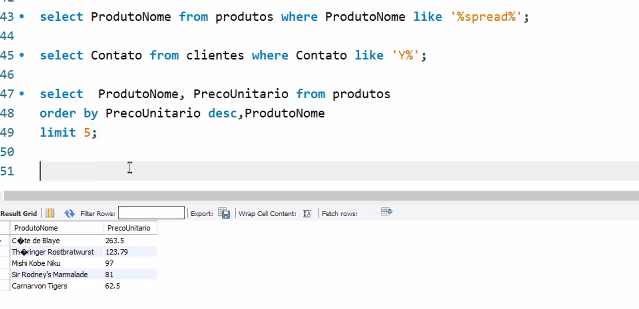 43 select ProdutoNome from produtos where ProdutoNome like '%spread%';
44
45 select Contato from clientes where Contato like 'Y%';
46
47 select  ProdutoNome, PrecoUnitario from produtos
48 order by PrecoUnitario desc,ProdutoNome
49 limit 5;
50
51
Result Grid Filter Rows: Export: Wrap Cell Content: Fetch rows:
ProdutoNome PrecoUnitario
C�te de Blaye 263.5
Th�ringer Rostbratwurst 123.79
Mishi Kobe Niku 97
Sir Rodney's Marmalade 81
Carnarvon Tigers 62.5